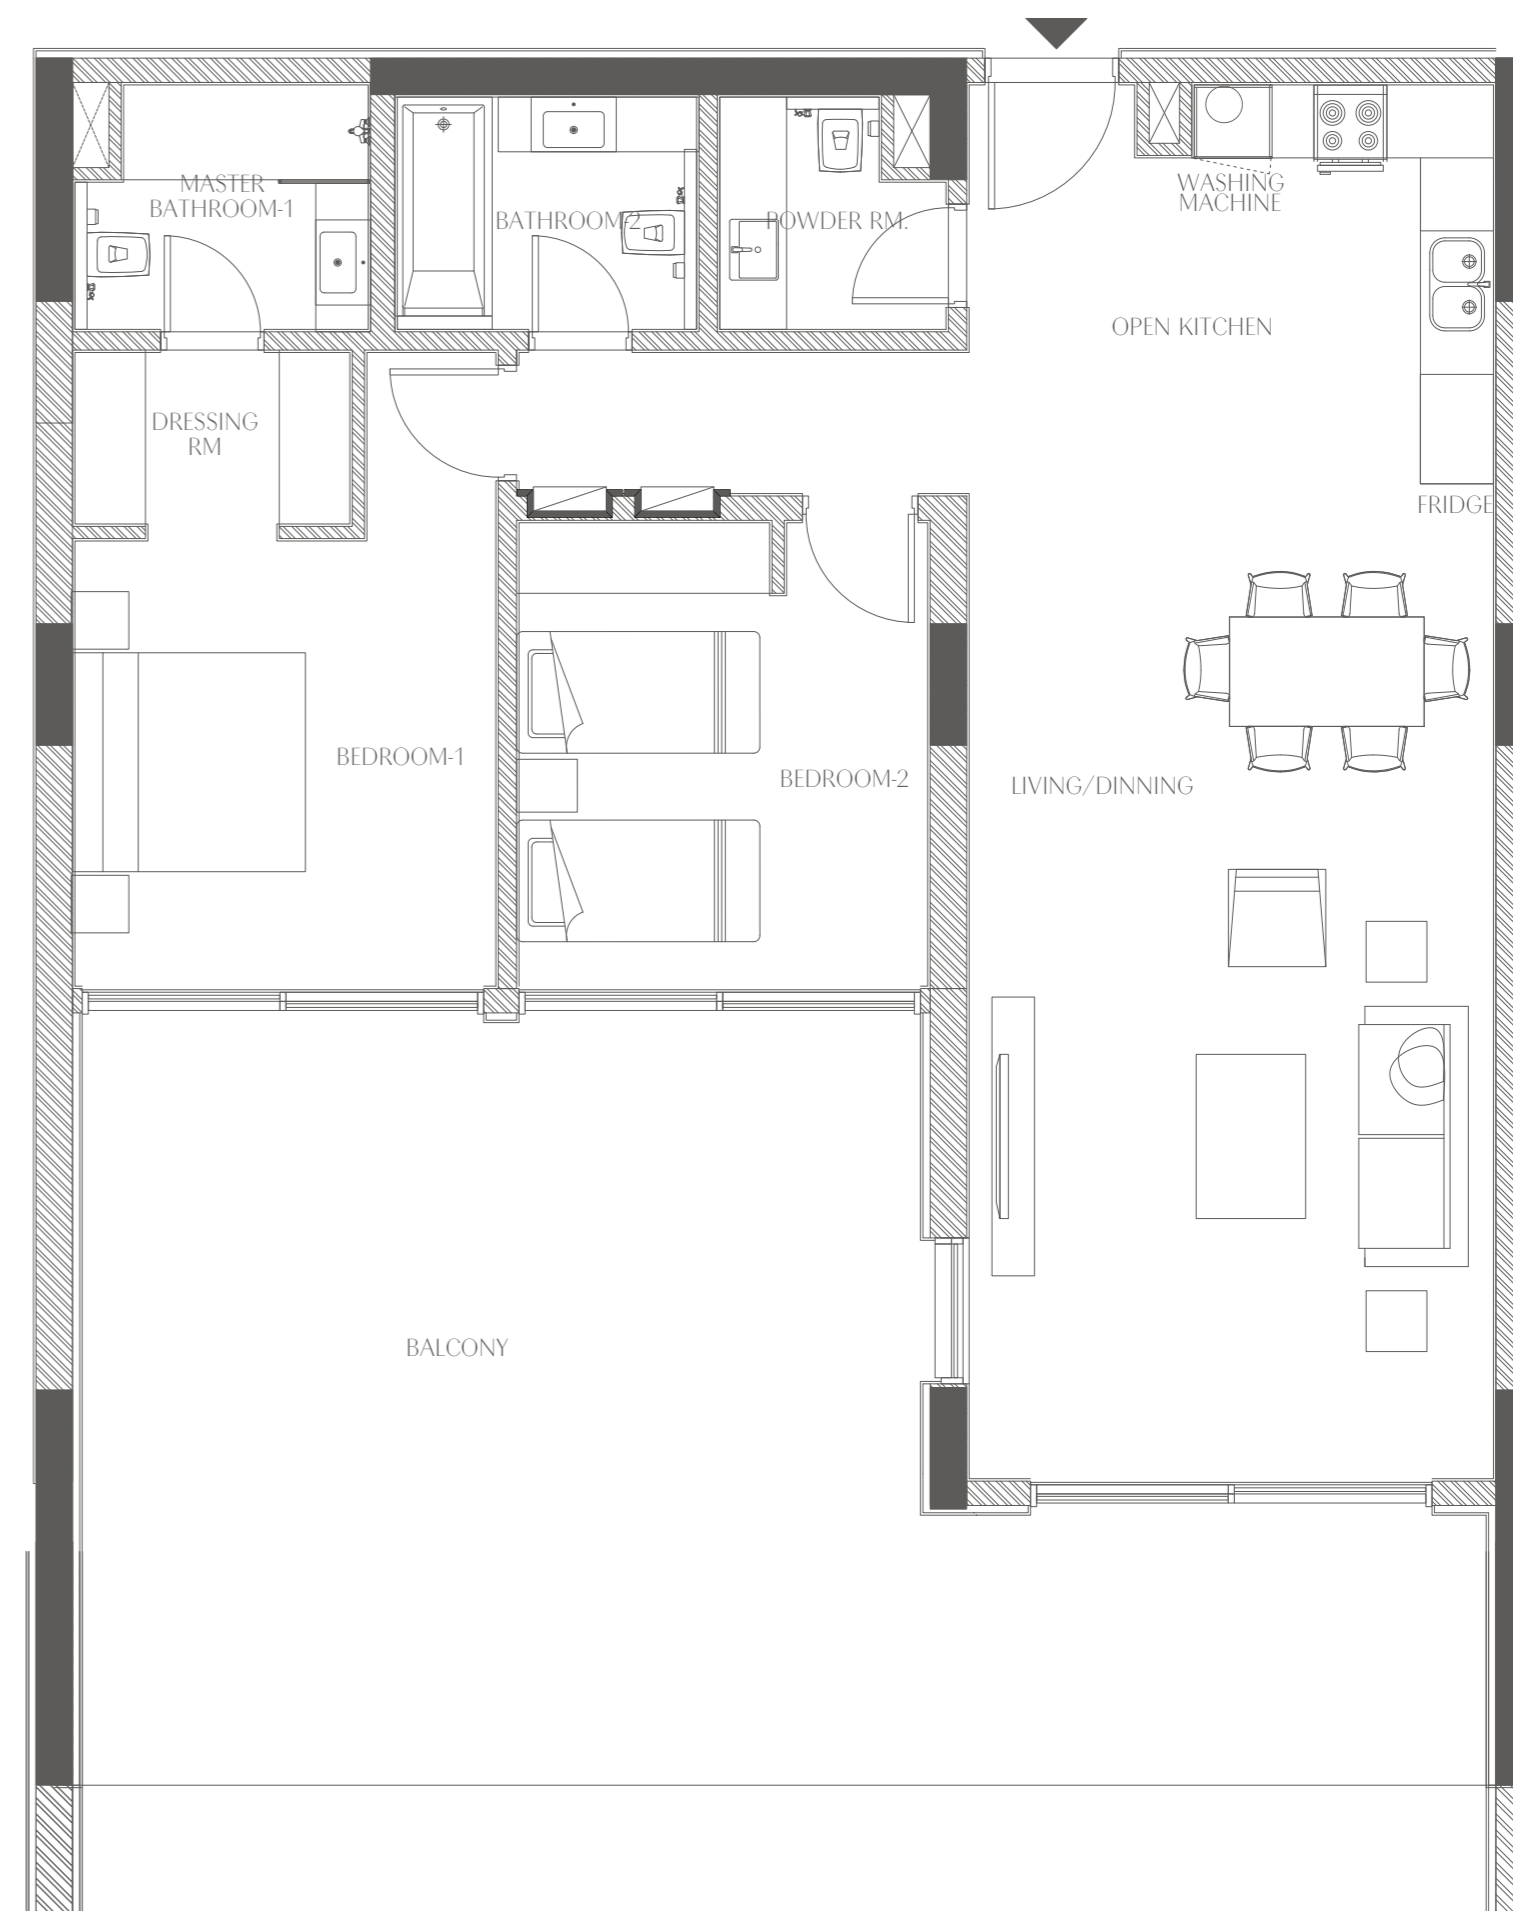 MASTER
BATHROOM-1
BATHROOM-2
POWDER RM.
WASHING
MACHINE
OPEN KITCHEN
DRESSING
RM
FRIDGE
BEDROOM-1
BEDROOM-2
LIVING/DINNING
BALCONY